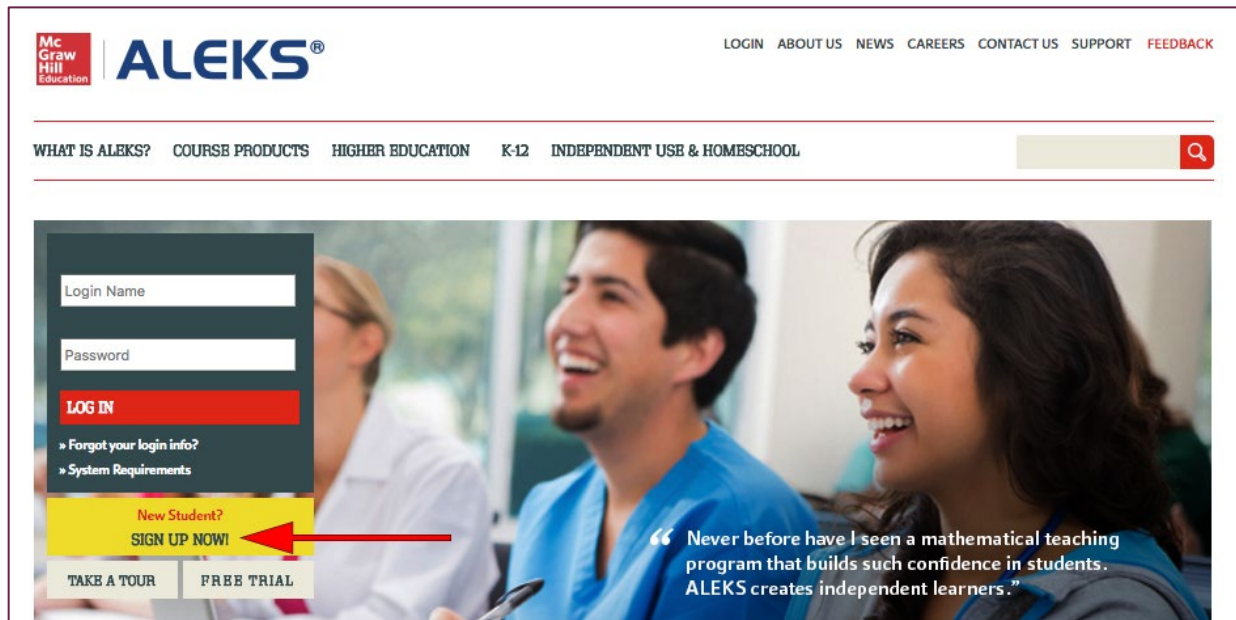 Mc
Graw
Hill
Education
ALEKS®
LOGIN ABOUT US NEWS CAREERS CONTACT US SUPPORT FEEDBACK
WHAT IS ALEKS? COURSE PRODUCTS HIGHER EDUCATION K-12 INDEPENDENT USE & HOMESCHOOL
Login Name
Password
LOG IN
» Forgot your login info?
» System Requirements
New Student?
SIGN UP NOW!
TAKE A TOUR FREE TRIAL
“ Never before have I seen a mathematical teaching
program that builds such confidence in students.
ALEKS creates independent learners.”